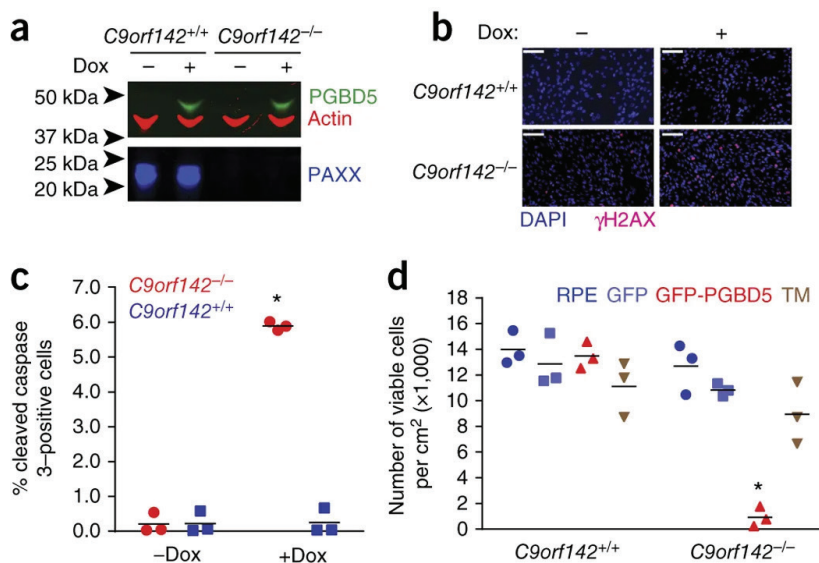 a
C9orf142+/+ C9orf142–/–
Dox – + – +
50 kDa
PGBD5
Actin
37 kDa
25 kDa
PAXX
20 kDa
b
Dox: – +
C9orf142+/+
C9orf142–/–
DAPI γH2AX
c
C9orf142–/–
C9orf142+/+
% cleaved caspase
3–positive cells
7.0
6.0
5.0
4.0
3.0
2.0
1.0
0.0
*
–Dox +Dox
d
RPE GFP GFP-PGBD5 TM
Number of viable cells
per cm2 (×1,000)
18
16
14
12
10
8
6
4
2
0
*
C9orf142+/+ C9orf142–/–